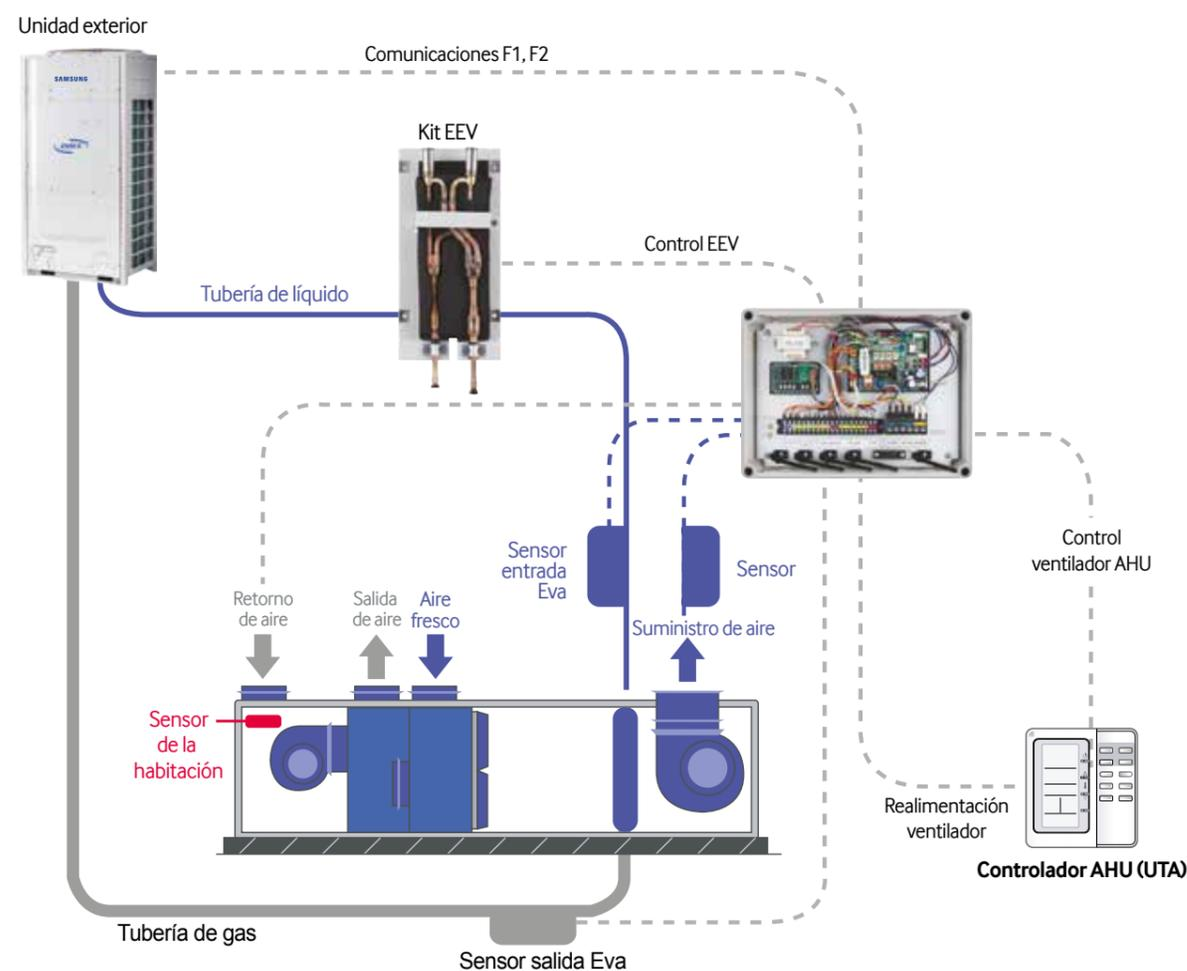 Unidad exterior
SAMSUNG
Comunicaciones F1, F2
Kit EEV
Control EEV
Tubería de líquido
Sensor
entrada
Eva
Sensor
Control
ventilador AHU
Retorno
de aire
Salida
de aire
Aire
fresco
Suministro de aire
Sensor
de la
habitación
Realimentación
ventilador
Controlador AHU (UTA)
Tubería de gas
Sensor salida Eva